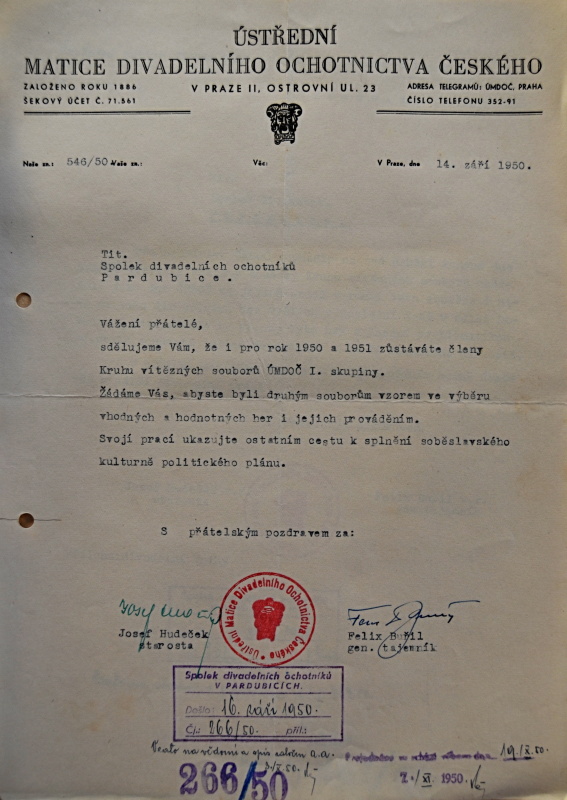 ÚSTŘEDNÍ
MATICE DIVADELNÍHO OCHOTNICTVA ČESKÉHO
ZALOŽENO ROKU 1886
ŠEKOVÝ ÚČET Č. 71.561
V PRAZE II, OSTROVNÍ UL. 23
ADRESA TELEGRAMŮ: ÚMDOČ, PRAHA
ČÍSLO TELEFONU 352-91
Naše zn.: 546/50 Vaše zn.: Věc: V Praze, dne 14. září 1950.
Tit.
Spolek divadelních ochotníků
P a r d u b i c e .
Vážení přátelé,
sdělujeme Vám, že i pro rok 1950 a 1951 zůstáváte členy
Kruhu vítězných souborů ÚMDOČ I. skupiny.
Žádáme Vás, abyste byli druhým souborům vzorem ve výběru
vhodných a hodnotných her i jejich prováděním.
Svojí prací ukazujte ostatním cestu k splnění soběslavského
kulturně politického plánu.
S přátelským pozdravem za:
Ústřední Matice Divadelního Ochotnictva Českého
Josef Hudeček
starosta
Felix Buřil
gen. tajemník
Spolek divadelních ochotníků
V PARDUBICÍCH.
Došlo: 16. září 1950.
Čj.: 266/50. příl.:
19/IX.50.
266/50
1950.